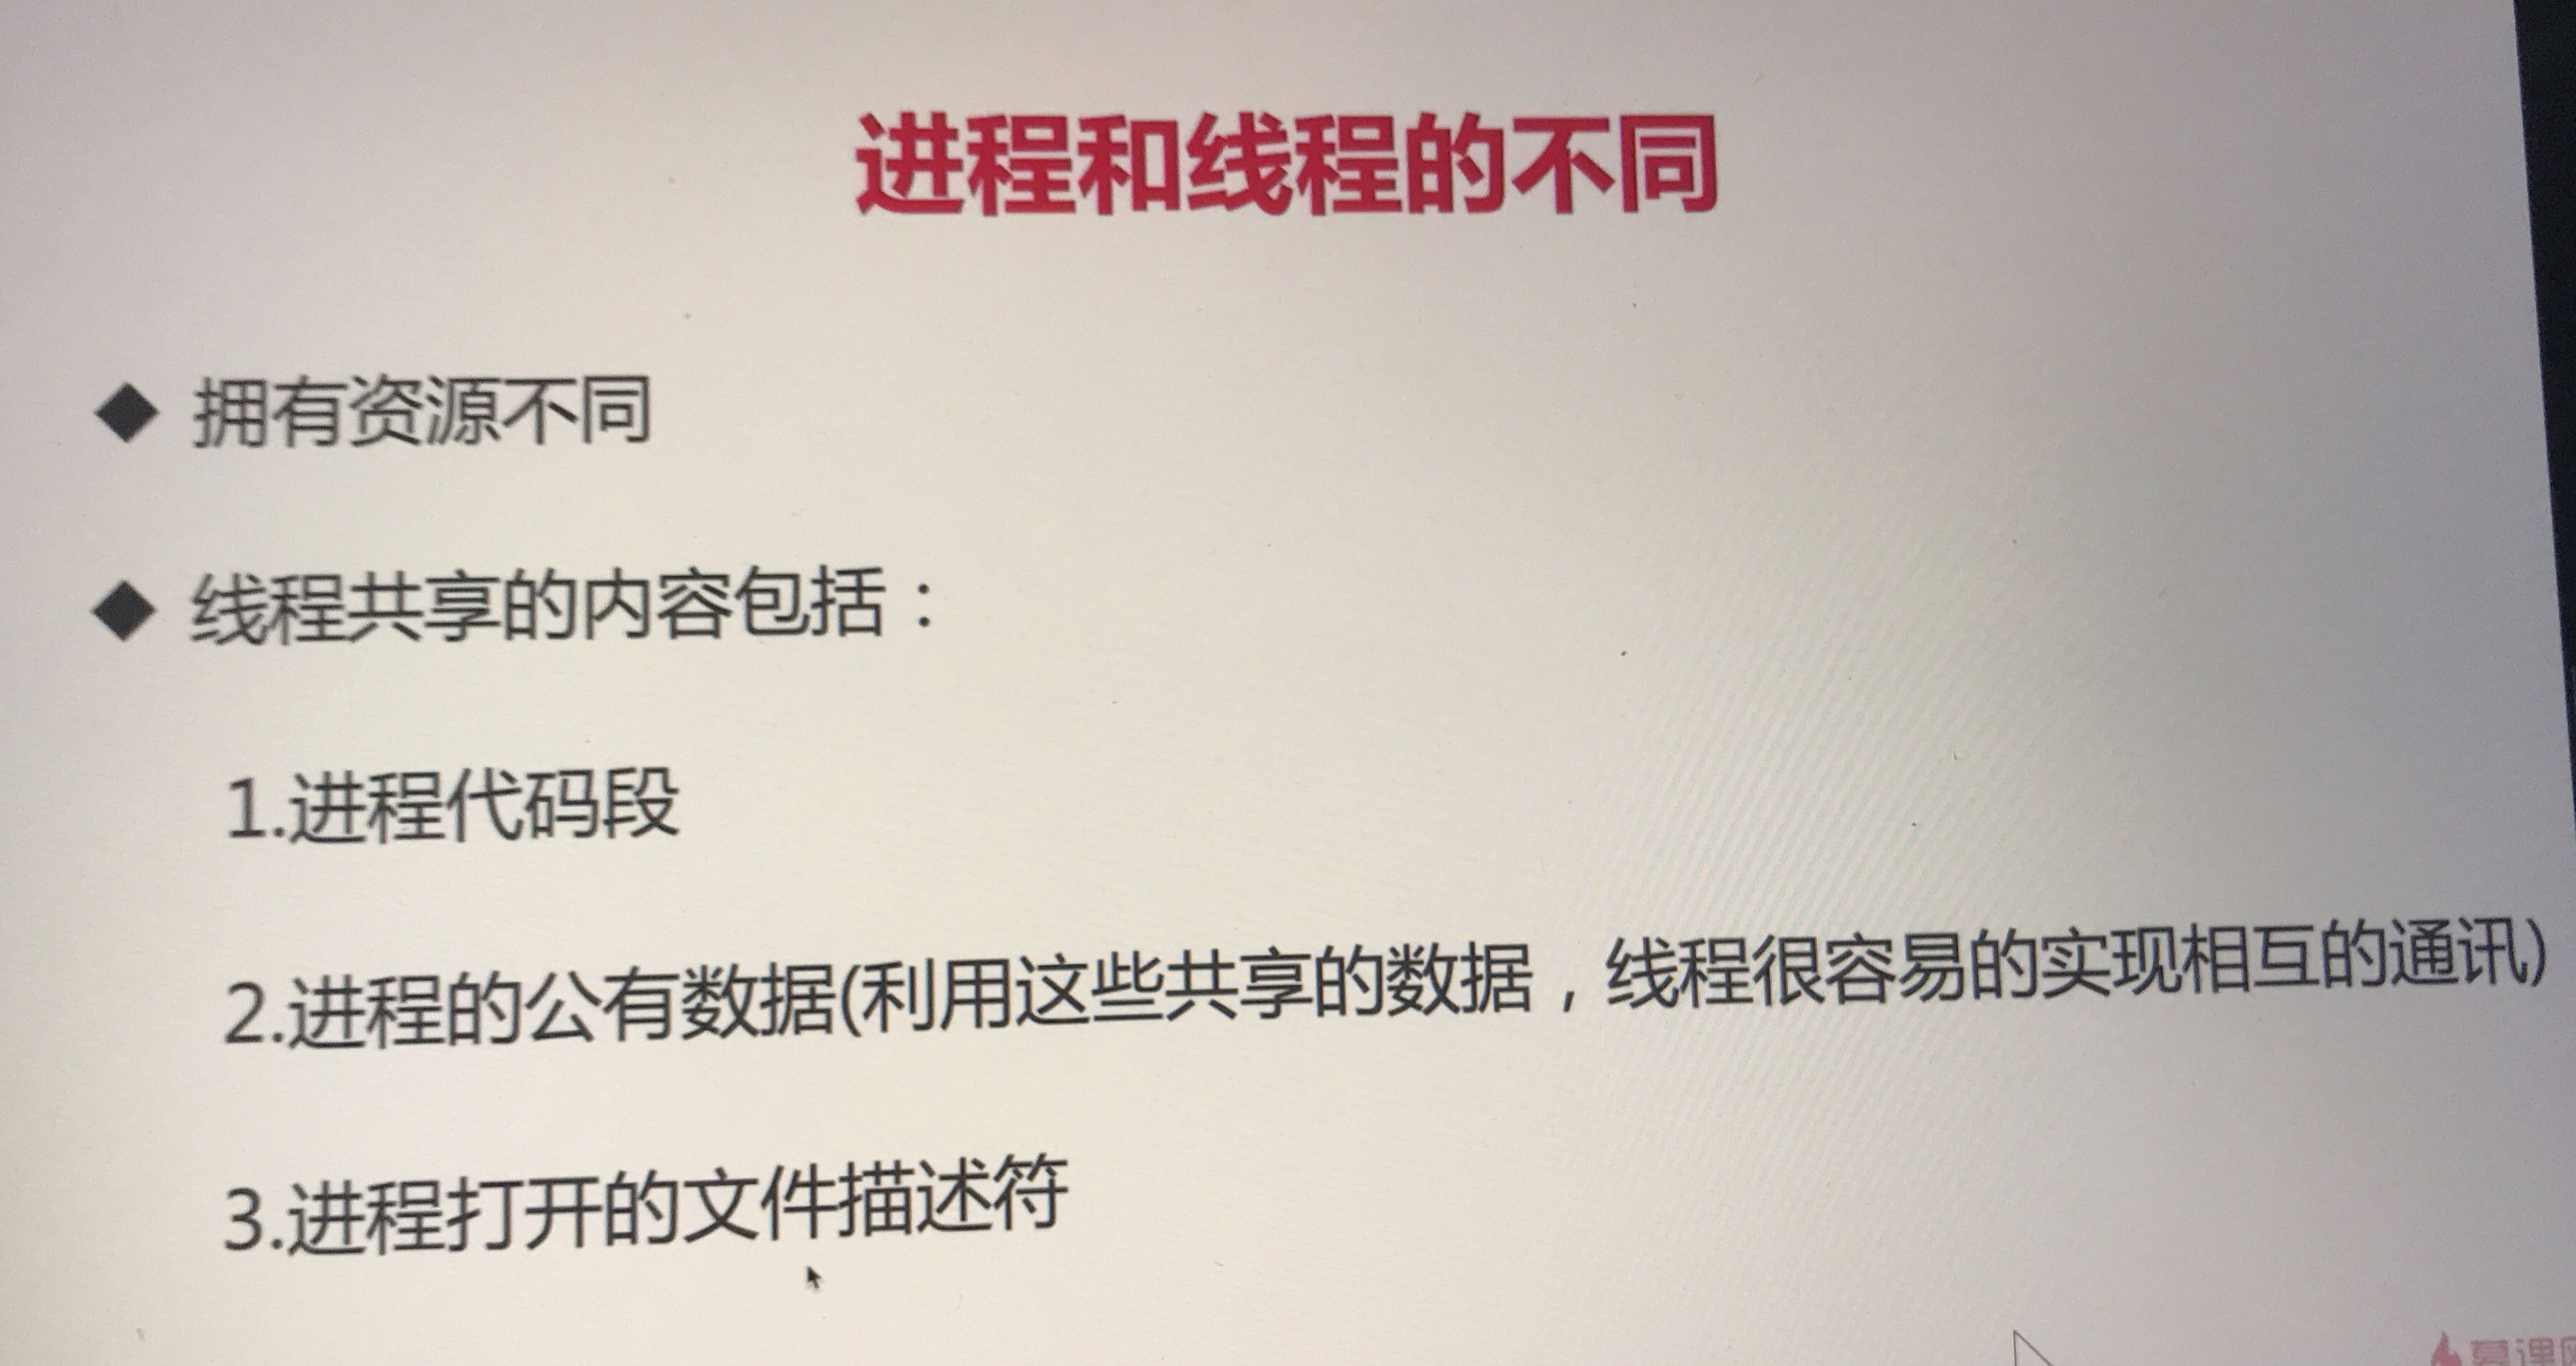 进程和线程的不同
◆ 拥有资源不同
◆ 线程共享的内容包括：
1.进程代码段
2.进程的公有数据(利用这些共享的数据，线程很容易的实现相互的通讯)
3.进程打开的文件描述符
慕课